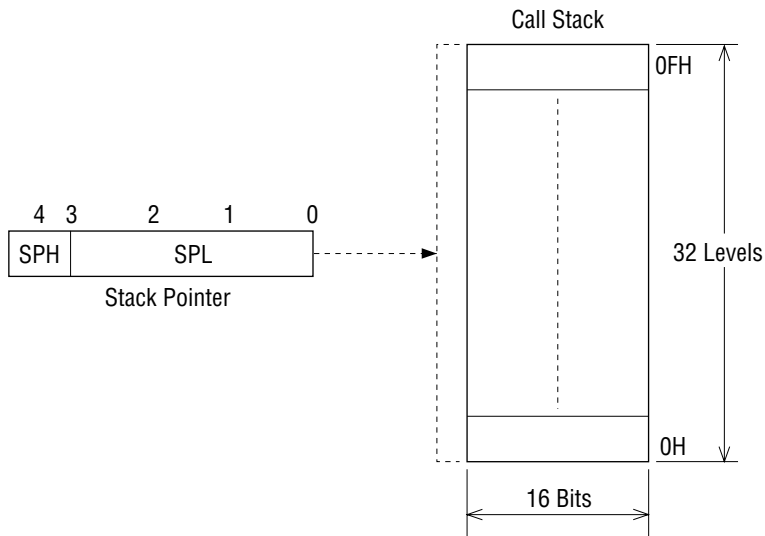 Call Stack
0FH
4 3 2 1 0
SPH SPL
Stack Pointer
32 Levels
0H
16 Bits